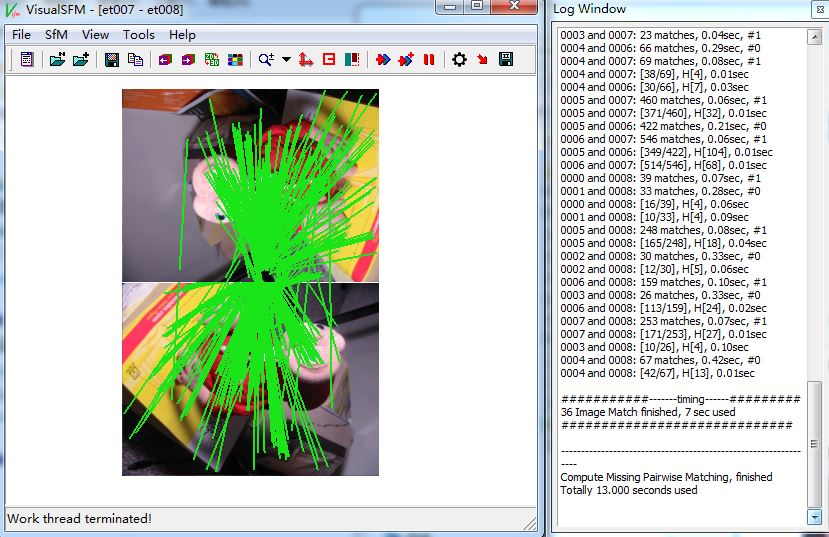 VisualSFM - [et007 - et008]
File SfM View Tools Help
Work thread terminated!
Log Window
0003 and 0007: 23 matches, 0.04sec, #1
0004 and 0006: 66 matches, 0.29sec, #0
0004 and 0007: 69 matches, 0.08sec, #1
0004 and 0007: [38/69], H[4], 0.01sec
0004 and 0006: [30/66], H[7], 0.03sec
0005 and 0007: 460 matches, 0.06sec, #1
0005 and 0007: [371/460], H[32], 0.01sec
0005 and 0006: 422 matches, 0.21sec, #0
0006 and 0007: 546 matches, 0.06sec, #1
0005 and 0006: [349/422], H[104], 0.01sec
0006 and 0007: [514/546], H[68], 0.01sec
0000 and 0008: 39 matches, 0.07sec, #1
0001 and 0008: 33 matches, 0.28sec, #0
0000 and 0008: [16/39], H[4], 0.06sec
0001 and 0008: [10/33], H[4], 0.09sec
0005 and 0008: 248 matches, 0.08sec, #1
0005 and 0008: [165/248], H[18], 0.04sec
0002 and 0008: 30 matches, 0.33sec, #0
0002 and 0008: [12/30], H[5], 0.06sec
0006 and 0008: 159 matches, 0.10sec, #1
0003 and 0008: 26 matches, 0.33sec, #0
0006 and 0008: [113/159], H[24], 0.02sec
0007 and 0008: 253 matches, 0.07sec, #1
0007 and 0008: [171/253], H[27], 0.01sec
0003 and 0008: [10/26], H[4], 0.10sec
0004 and 0008: 67 matches, 0.42sec, #0
0004 and 0008: [42/67], H[13], 0.01sec
###########-------timing------#########
36 Image Match finished, 7 sec used
#############################
----------------------------------------------------------------
----
Compute Missing Pairwise Matching, finished
Totally 13.000 seconds used